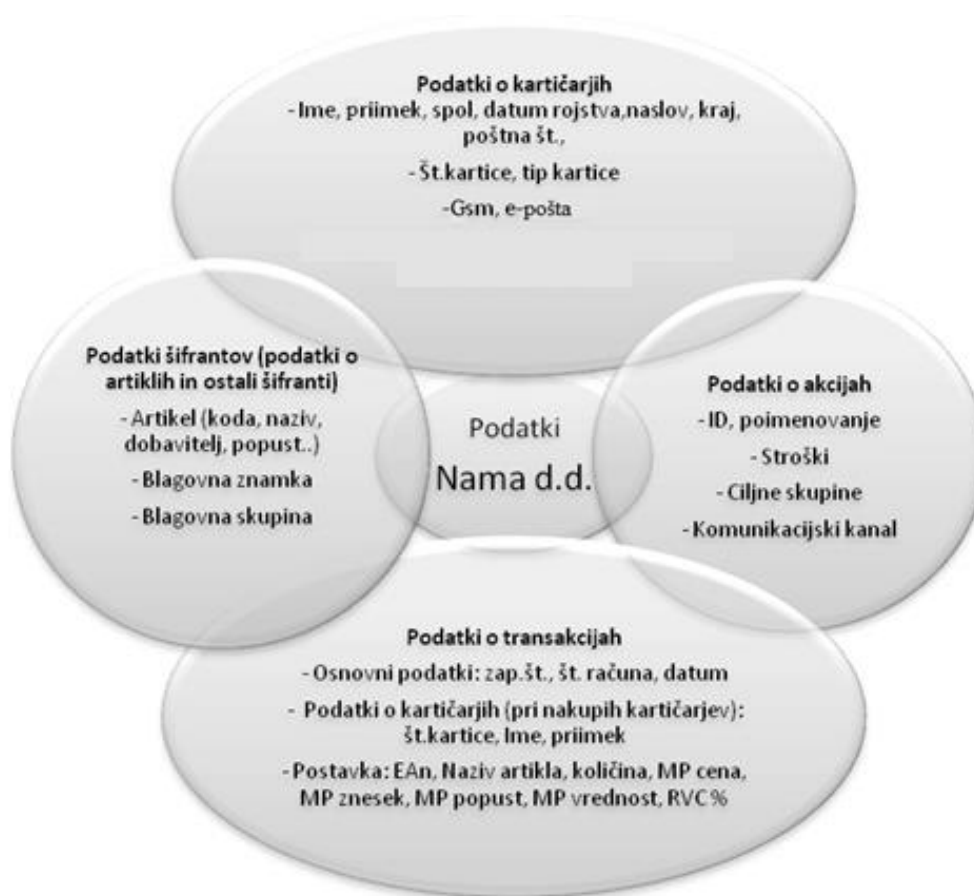 Podatki o kartičarjih
- Ime, priimek, spol, datum rojstva,naslov, kraj,
poštna št.,
- Št.kartice, tip kartice
-Gsm, e-pošta
Podatki šifrantov (podatki o
artiklih in ostali šifranti)
- Artikel (koda, naziv,
dobavitelj, popust..)
- Blagovna znamka
- Blagovna skupina
Podatki
Nama d.d.
Podatki o akcijah
- ID, poimenovanje
- Stroški
- Ciljne skupine
- Komunikacijski kanal
Podatki o transakcijah
- Osnovni podatki: zap.št., št. računa, datum
- Podatki o kartičarjih (pri nakupih kartičarjev):
št.kartice, Ime, priimek
- Postavka: EAn, Naziv artikla, količina, MP cena,
MP znesek, MP popust, MP vrednost, RVC %